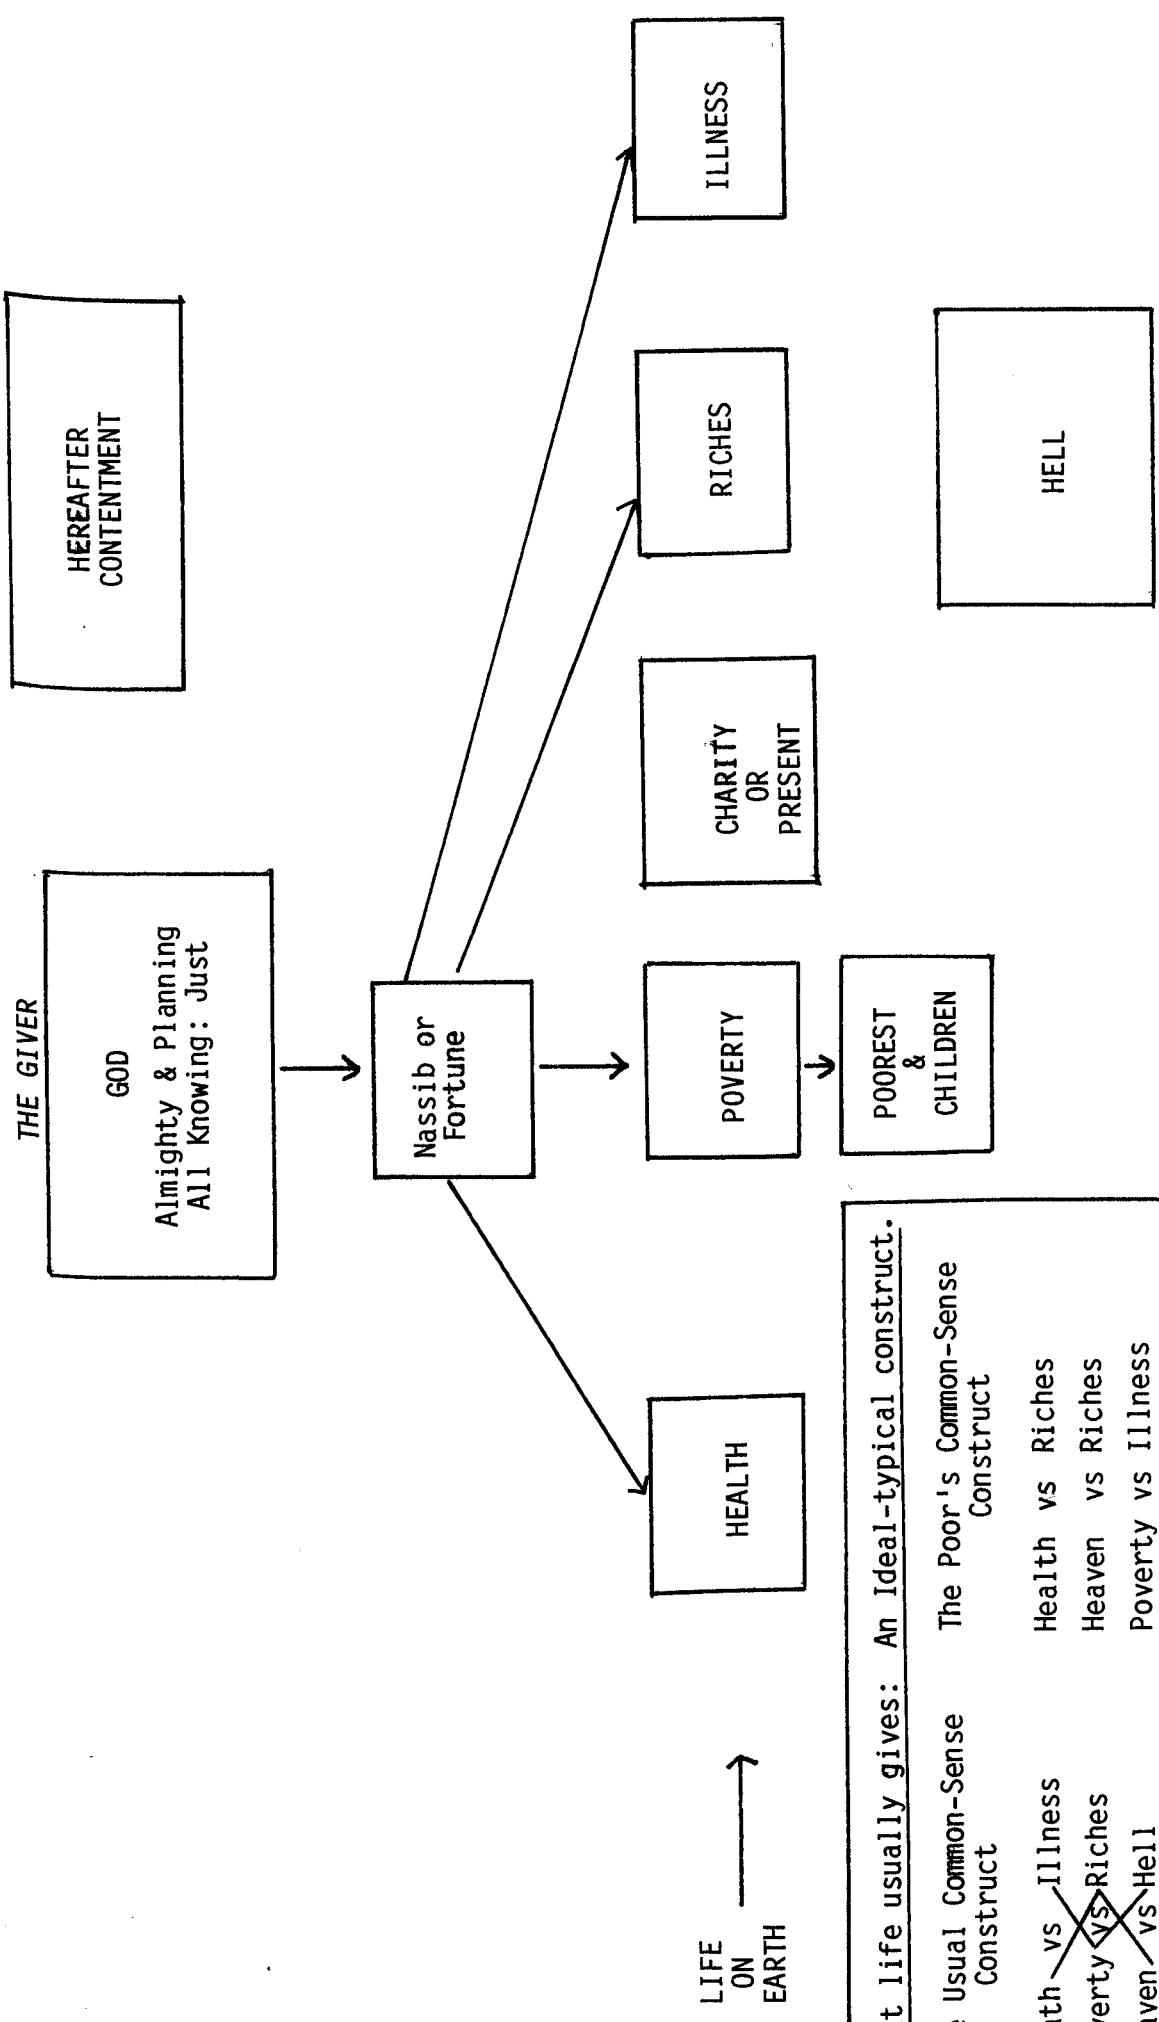 THE GIVER
GOD
Almighty & Planning
All Knowing: Just
HEREAFTER
CONTENTMENT
Nassib or
Fortune
LIFE
ON
EARTH
HEALTH
POVERTY
CHARITY
OR
PRESENT
RICHES
ILLNESS
POOREST
&
CHILDREN
HELL
t life usually gives: An Ideal-typical construct.
e Usual Common-Sense
Construct
ath vs Illness
verty vs Riches
aven vs Hell
The Poor's Common-Sense
Construct
Health vs Riches
Heaven vs Riches
Poverty vs Illness